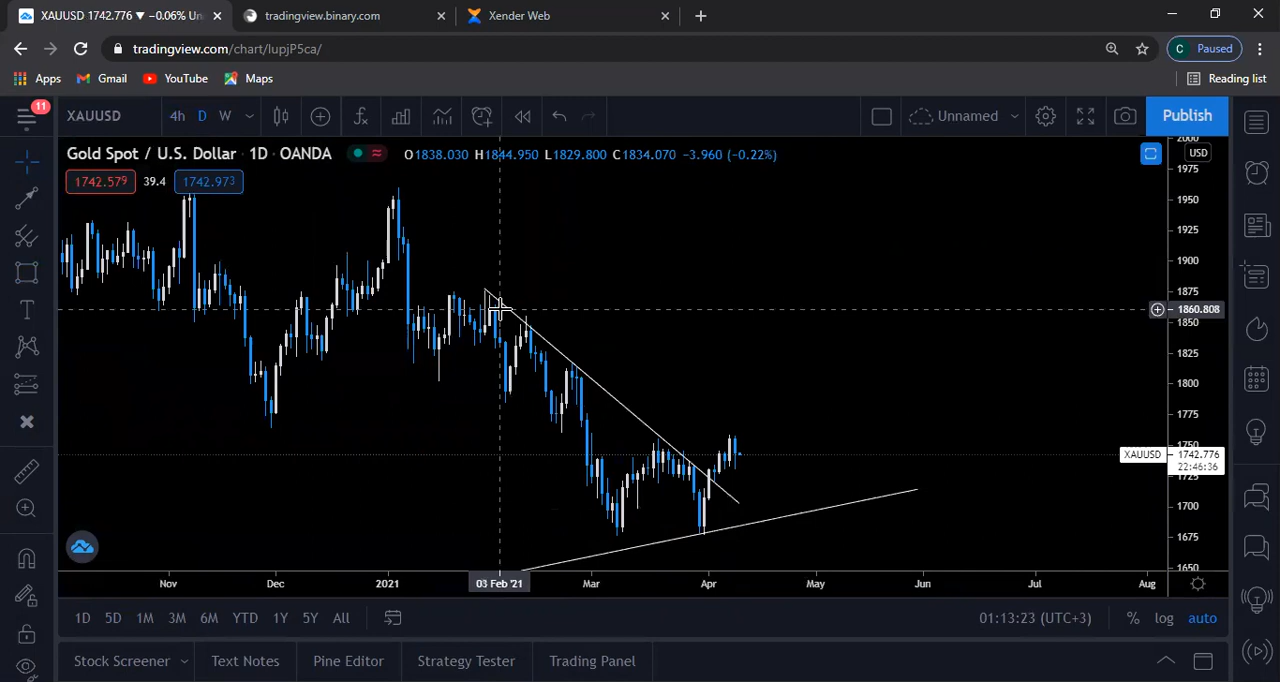 XAUUSD 1742.776 ▼ −0.06% Un
tradingview.binary.com
Xender Web
tradingview.com/chart/lupjP5ca/
C Paused
Apps Gmail YouTube Maps
Reading list
11
XAUUSD 4h D W
Unnamed
Publish
Gold Spot / U.S. Dollar · 1D · OANDA
O1838.030 H1844.950 L1829.800 C1834.070 −3.960 (−0.22%)
1742.579 39.4 1742.973
USD
2000
1975
1950
1925
1900
1875
1860.808
1850
1825
1800
1775
1750
XAUUSD 1742.776
22:46:36
1725
1700
1675
1650
Nov Dec 2021 03 Feb '21 Mar Apr May Jun Jul Aug
1D 5D 1M 3M 6M YTD 1Y 5Y All
01:13:23 (UTC+3) % log auto
Stock Screener Text Notes Pine Editor Strategy Tester Trading Panel